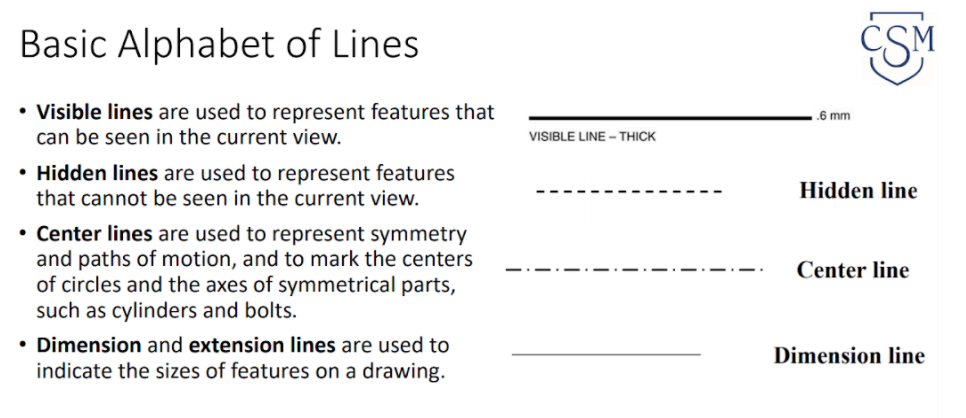 Basic Alphabet of Lines
CSM
• Visible lines are used to represent features that
can be seen in the current view.
• Hidden lines are used to represent features
that cannot be seen in the current view.
• Center lines are used to represent symmetry
and paths of motion, and to mark the centers
of circles and the axes of symmetrical parts,
such as cylinders and bolts.
• Dimension and extension lines are used to
indicate the sizes of features on a drawing.
.6 mm
VISIBLE LINE – THICK
Hidden line
Center line
Dimension line